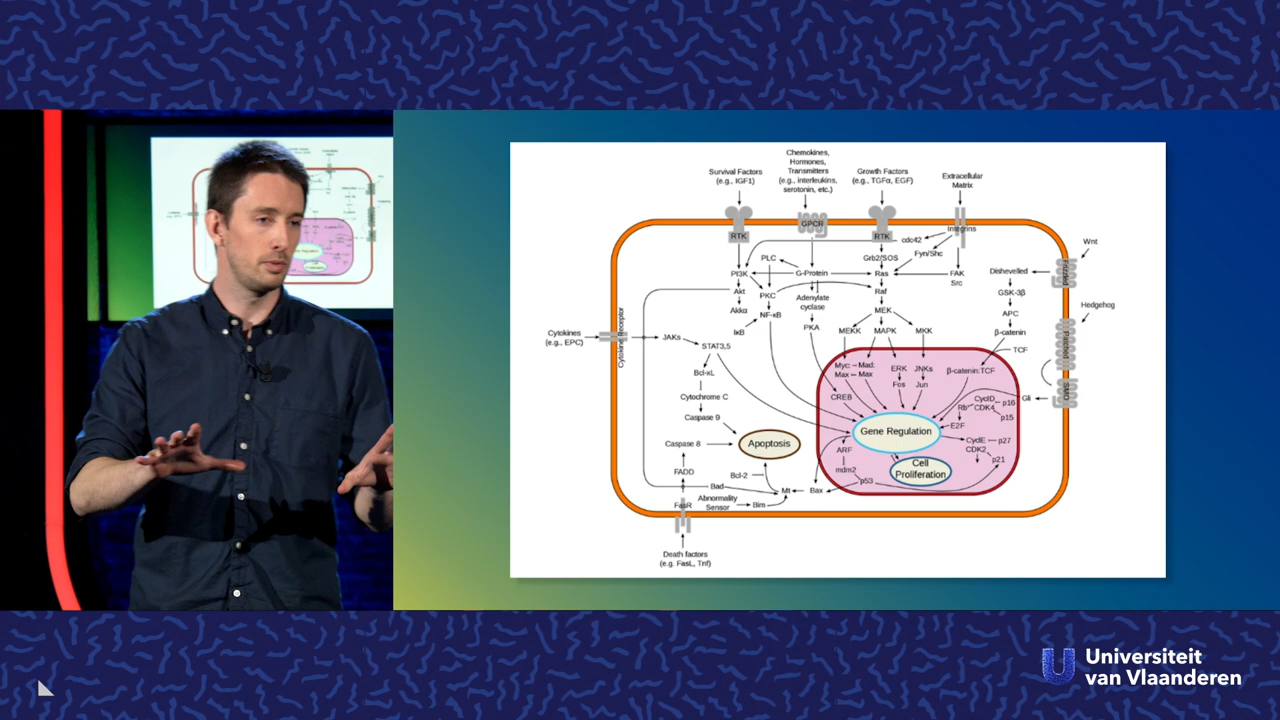 Chemokines,
Hormones,
Transmitters
(e.g., interleukins,
serotonin, etc.)
Survival Factors
(e.g., IGF1)
Growth Factors
(e.g., TGFα, EGF)
Extracellular
Matrix
RTK
GPCR
RTK
Integrins
cdc42
Wnt
PLC
Grb2/SOS
Fyn/Shc
Frizzled
PI3K
G-Protein
Ras
FAK
Src
Dishevelled
Akt
PKC
Adenylate
cyclase
Raf
GSK-3β
Hedgehog
Akkα
NF-κB
MEK
APC
IκB
PKA
MEKK
MAPK
MKK
β-catenin
Cytokines
(e.g., EPC)
Cytokine Receptor
JAKs
STAT3,5
TCF
Patched
Myc: Mad:
Max Max
ERK
JNKs
β-catenin:TCF
Bcl-xL
Fos
Jun
SMO
Cytochrome C
CREB
CyclD
CDK4
p16
Gli
Rb
p15
Caspase 9
E2F
Gene Regulation
Caspase 8
Apoptosis
CycE
CDK2
p27
ARF
p21
Cell
Proliferation
FADD
Bcl-2
mdm2
p53
Bad
Mt
Bax
FasR
Abnormality
Sensor
Bim
Death factors
(e.g. FasL, Tnf)
Universiteit
van Vlaanderen